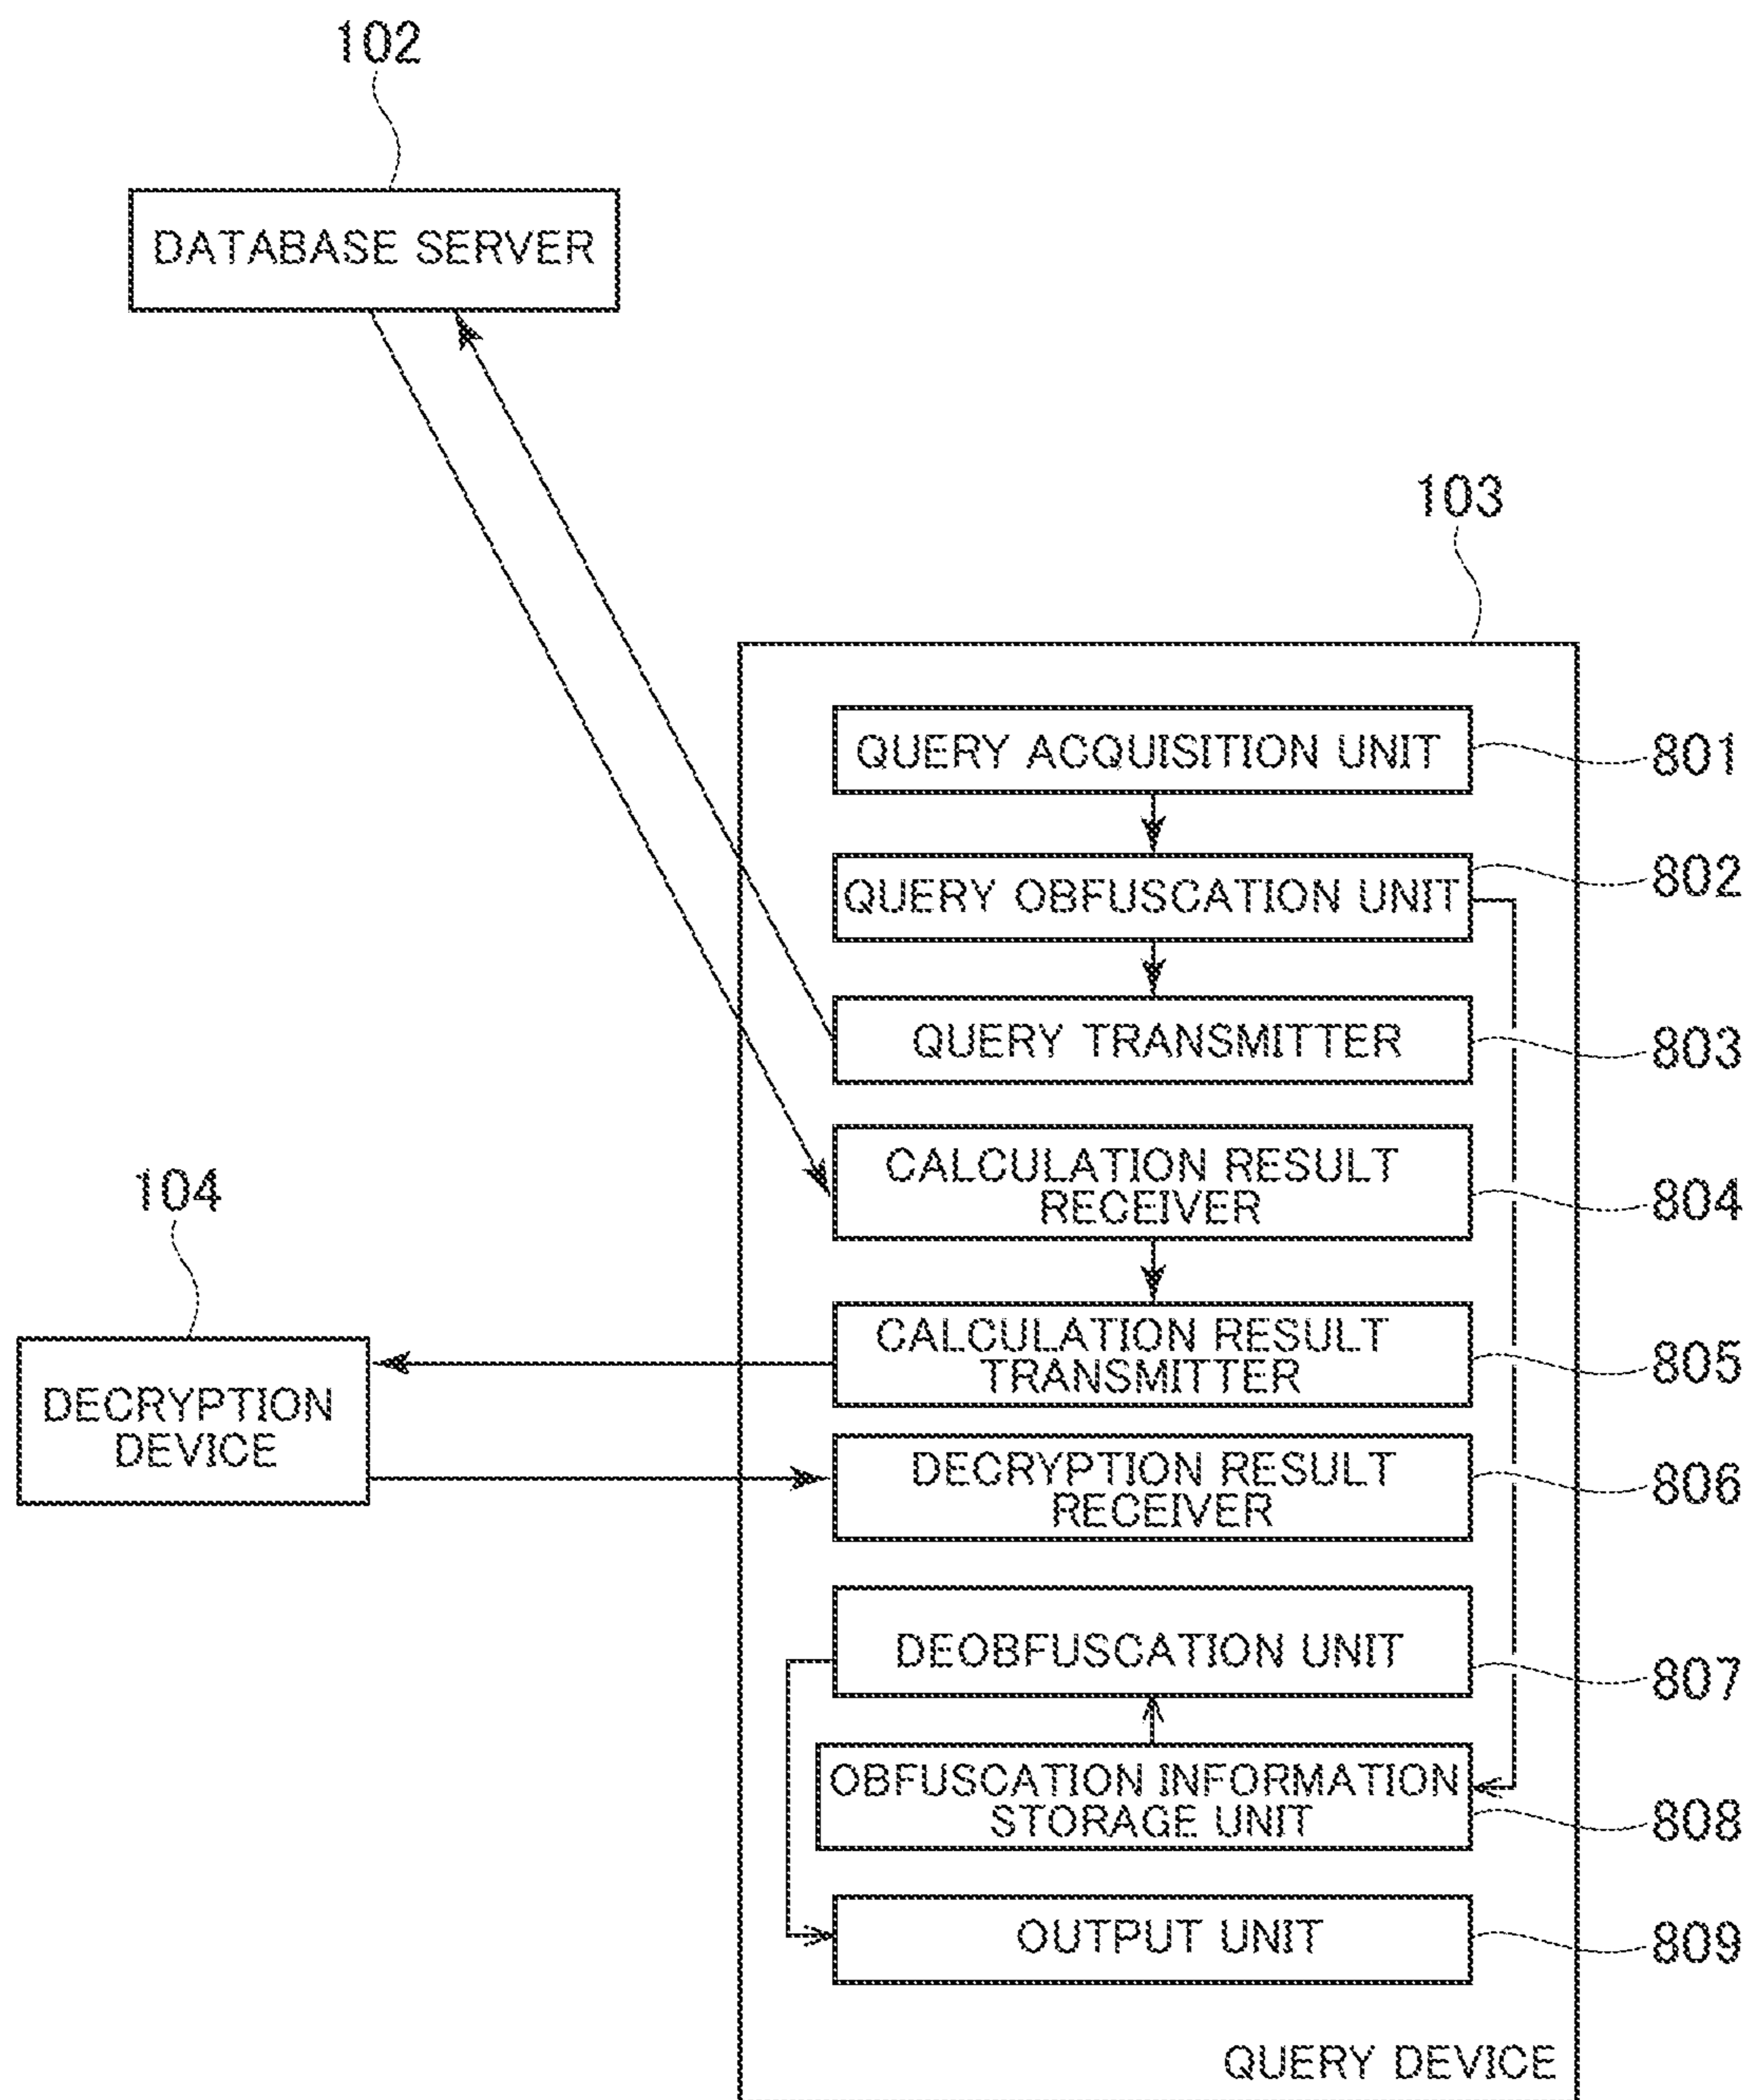 102
DATABASE SERVER
103
QUERY ACQUISITION UNIT
801
QUERY OBFUSCATION UNIT
802
QUERY TRANSMITTER
803
CALCULATION RESULT
RECEIVER
804
104
CALCULATION RESULT
TRANSMITTER
805
DECRYPTION
DEVICE
DECRYPTION RESULT
RECEIVER
806
DEOBFUSCATION UNIT
807
OBFUSCATION INFORMATION
STORAGE UNIT
808
OUTPUT UNIT
809
QUERY DEVICE